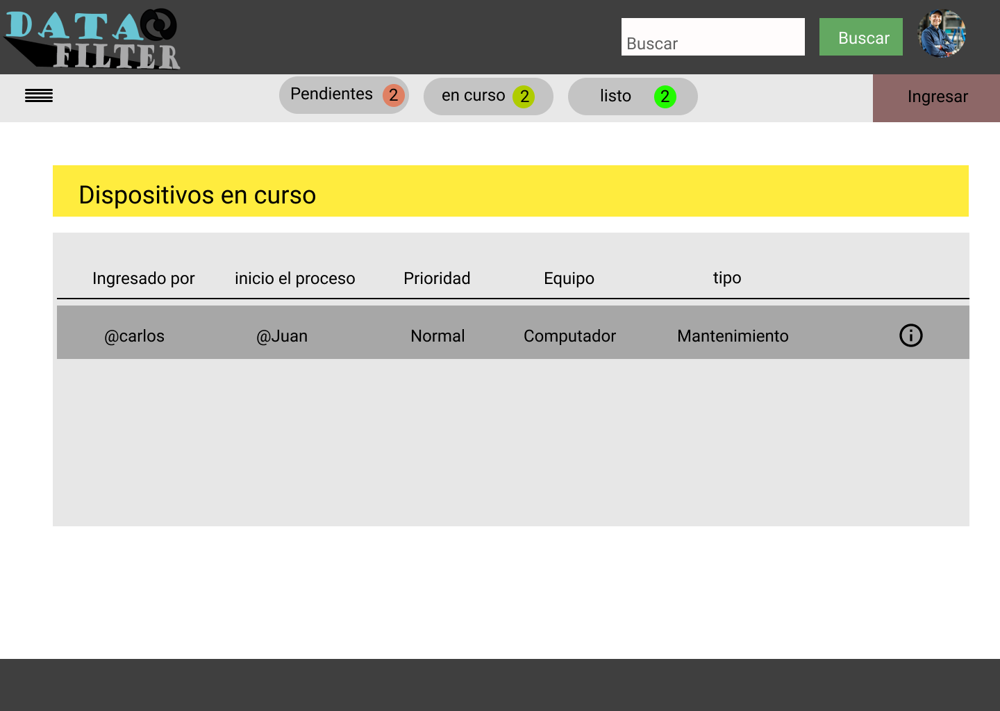 DATA
FILTER
Buscar
Buscar
Pendientes 2
en curso 2
listo 2
Ingresar
Dispositivos en curso
Ingresado por inicio el proceso Prioridad Equipo tipo
@carlos @Juan Normal Computador Mantenimiento